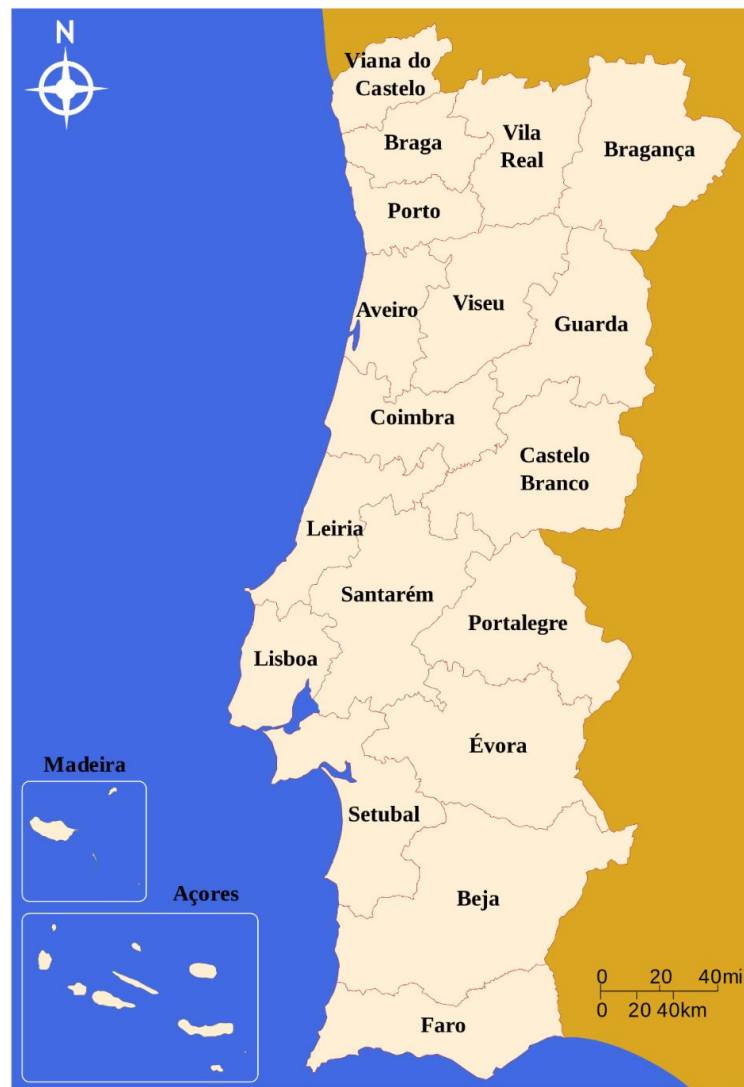 N
Viana do
Castelo
Braga
Vila
Real
Bragança
Porto
Aveiro
Viseu
Guarda
Coimbra
Castelo
Branco
Leiria
Santarém
Portalegre
Lisboa
Évora
Madeira
Setubal
Açores
Beja
0 20 40mi
0 20 40km
Faro